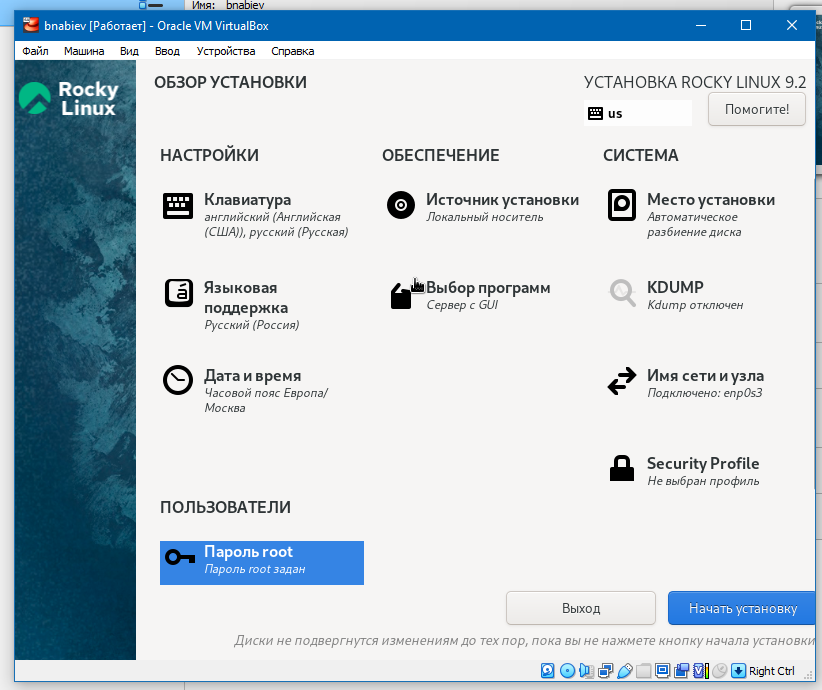 Имя: bnabiev
bnabiev [Работает] - Oracle VM VirtualBox
Файл Машина Вид Ввод Устройства Справка
Rocky
Linux
ОБЗОР УСТАНОВКИ
УСТАНОВКА ROCKY LINUX 9.2
us
Помогите!
НАСТРОЙКИ
Клавиатура
английский (Английская
(США)), русский (Русская)
Языковая
поддержка
Русский (Россия)
Дата и время
Часовой пояс Европа/
Москва
ОБЕСПЕЧЕНИЕ
Источник установки
Локальный носитель
Выбор программ
Сервер с GUI
СИСТЕМА
Место установки
Автоматическое
разбиение диска
KDUMP
Kdump отключен
Имя сети и узла
Подключено: enp0s3
Security Profile
Не выбран профиль
ПОЛЬЗОВАТЕЛИ
Пароль root
Пароль root задан
Выход
Начать установку
Диски не подвергнутся изменениям до тех пор, пока вы не нажмете кнопку начала установки
Right Ctrl